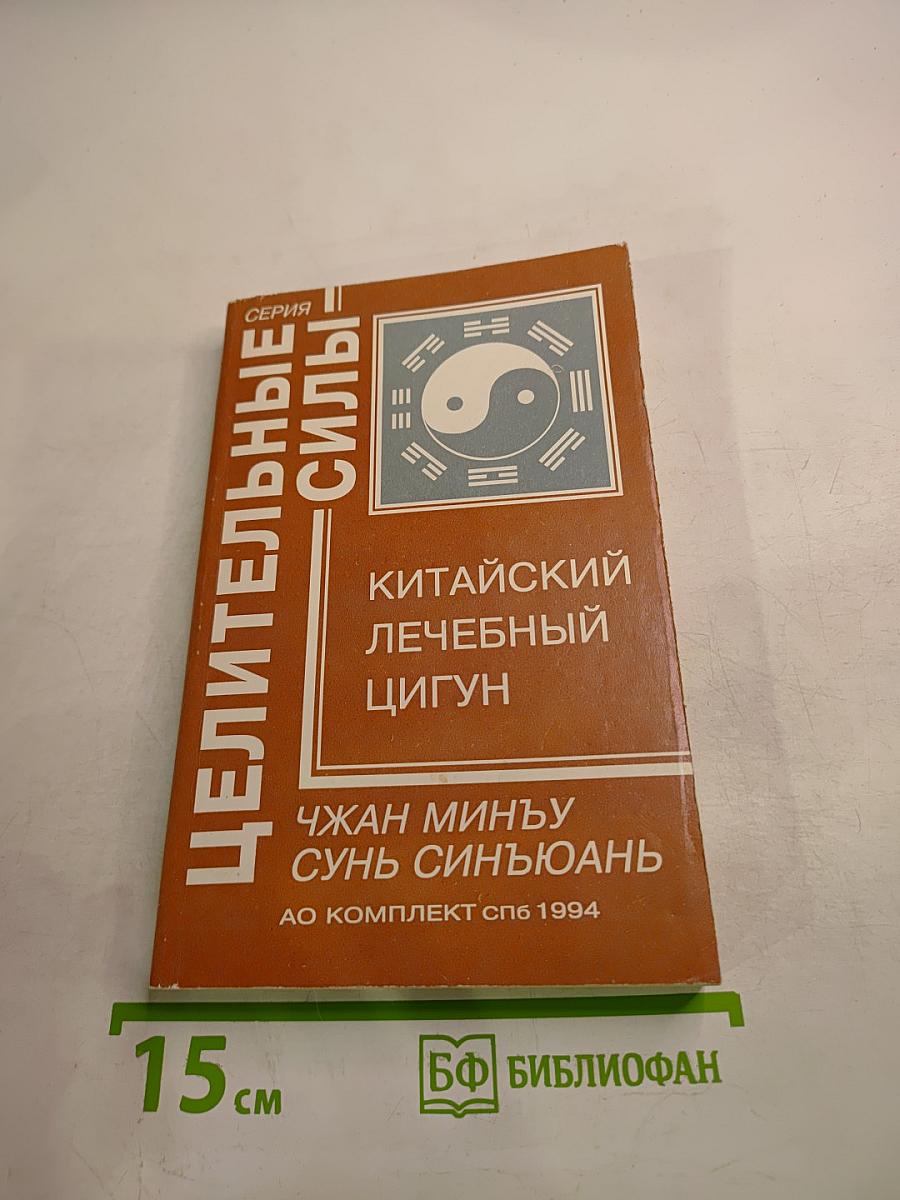 СЕРИЯ
ЦЕЛИТЕЛЬНЫЕ
СИЛЫ
КИТАЙСКИЙ
ЛЕЧЕБНЫЙ
ЦИГУН
ЧЖАН МИНЪУ
СУНЬ СИНЪЮАНЬ
АО КОМПЛЕКТ СПб 1994
15 см
БФ БИБЛИОФАН